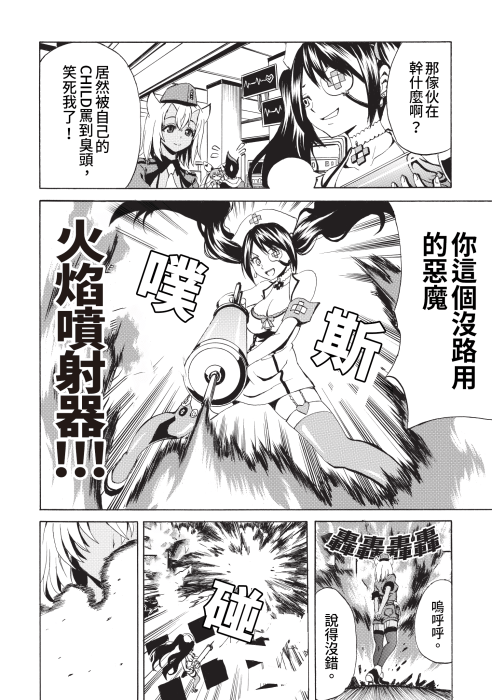 那傢伙在
幹什麼啊？
居然被自己的
CHILD罵到臭頭，
笑死我了！
你這個沒路用
的惡魔
斯
噗
火焰噴射器!!!
轟轟轟轟
嗚呼呼。
說得沒錯。
碰